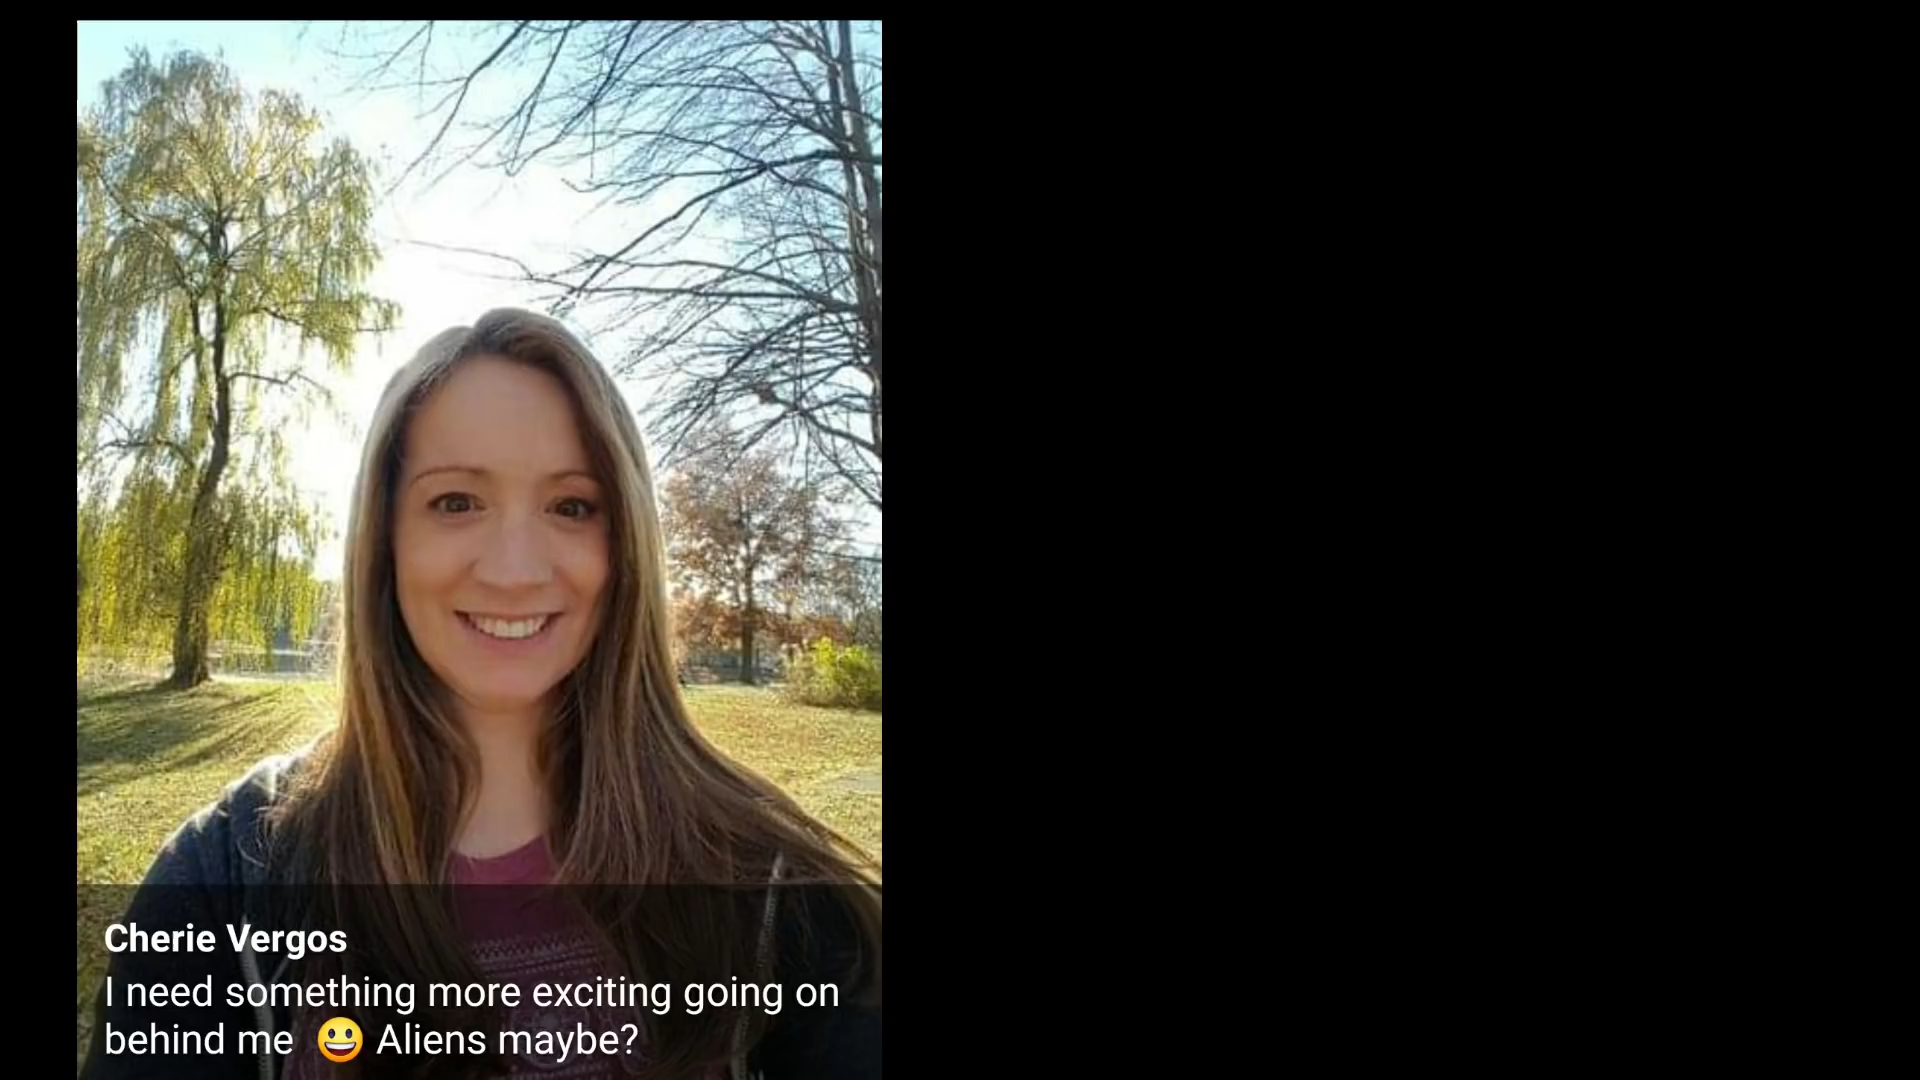 Cherie Vergos
I need something more exciting going on
behind me 😀 Aliens maybe?